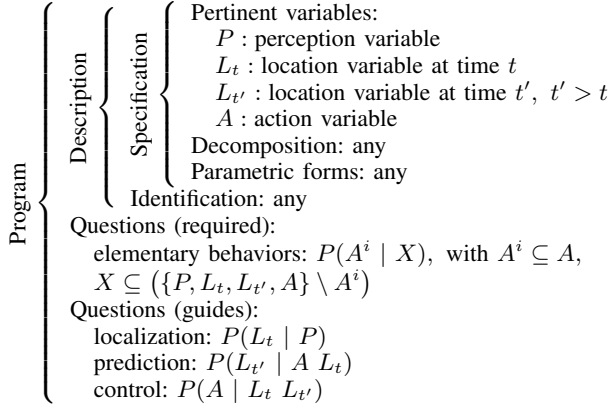 Program
Description
Specification
Pertinent variables:
P : perception variable
L_t : location variable at time t
L_{t'} : location variable at time t', t' > t
A : action variable
Decomposition: any
Parametric forms: any
Identification: any
Questions (required):
elementary behaviors: P(A^i | X), with A^i ⊆ A,
X ⊆ ({P, L_t, L_{t'}, A} \ A^i)
Questions (guides):
localization: P(L_t | P)
prediction: P(L_{t'} | A L_t)
control: P(A | L_t L_{t'})